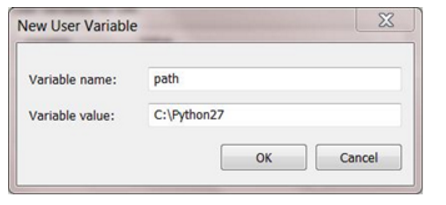 New User Variable
Variable name: path
Variable value: C:\Python27
OK Cancel